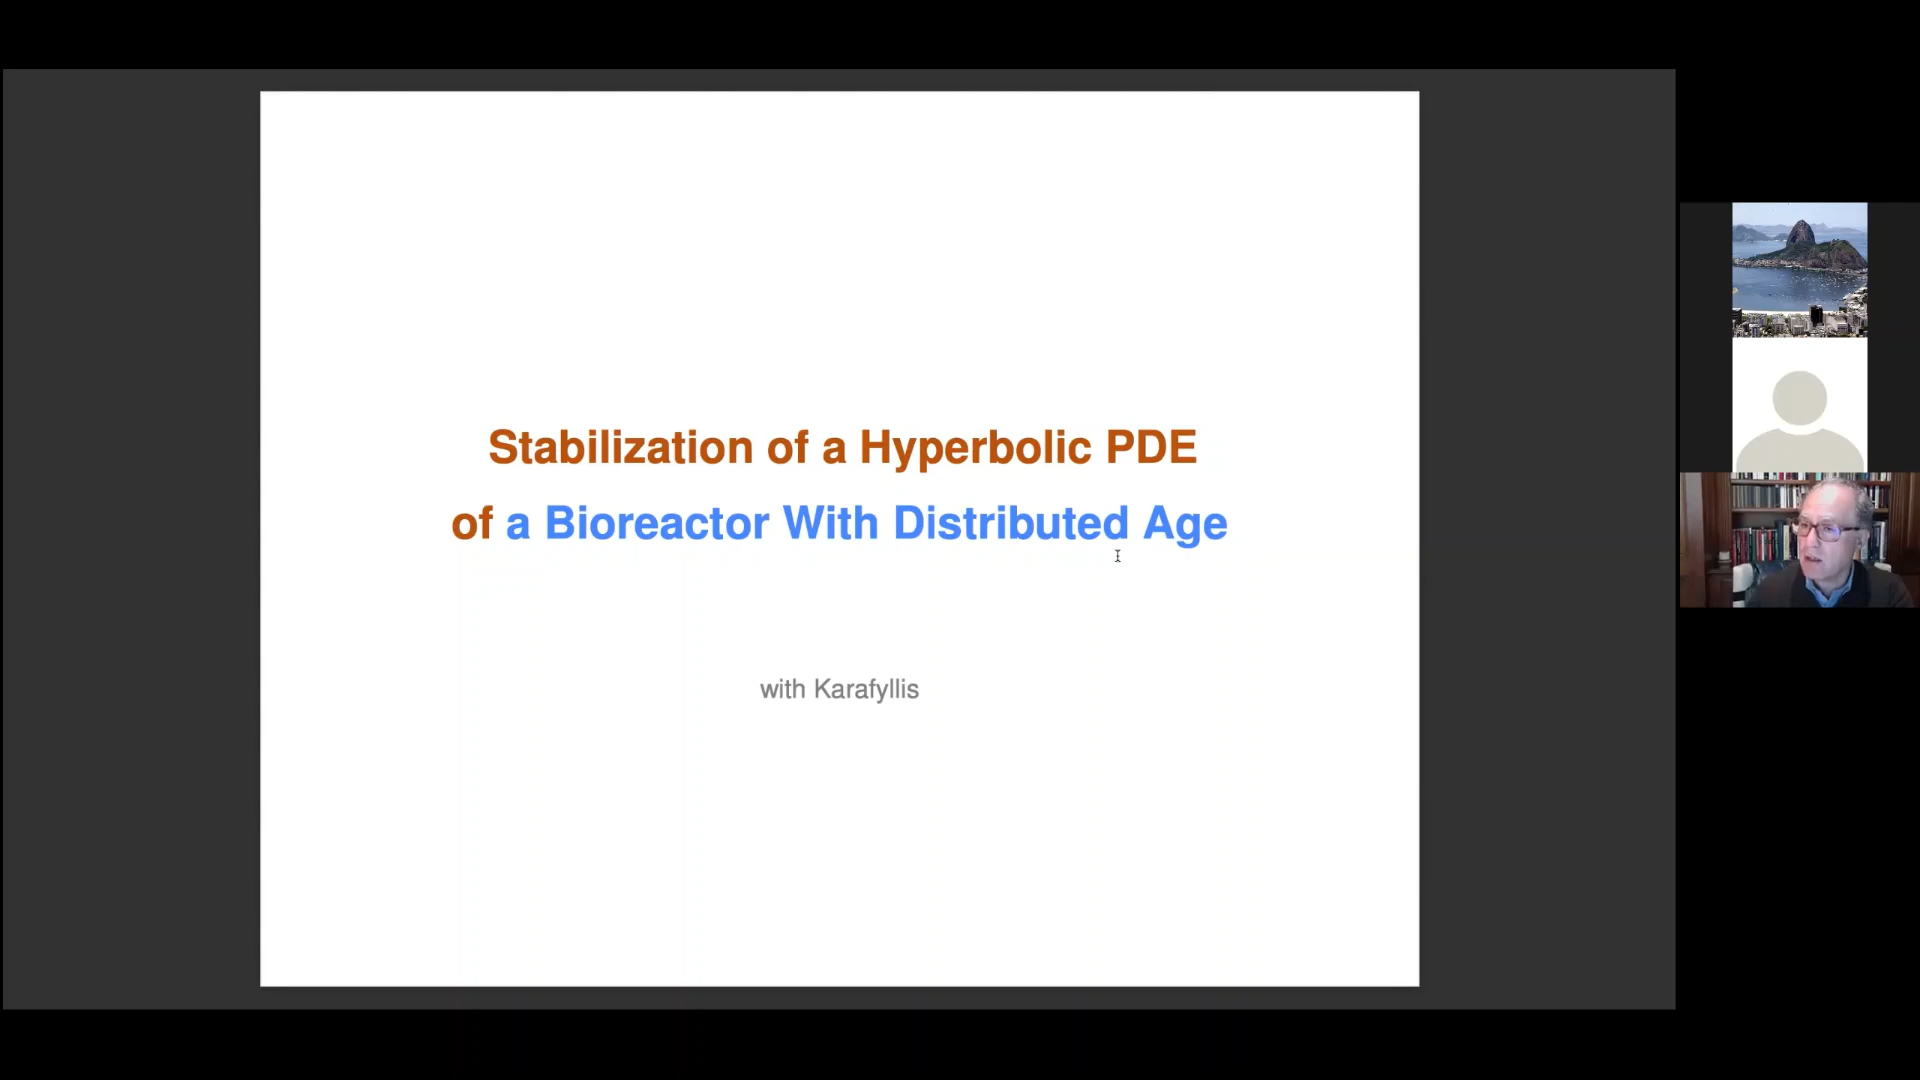 Stabilization of a Hyperbolic PDE
of a Bioreactor With Distributed Age
with Karafyllis